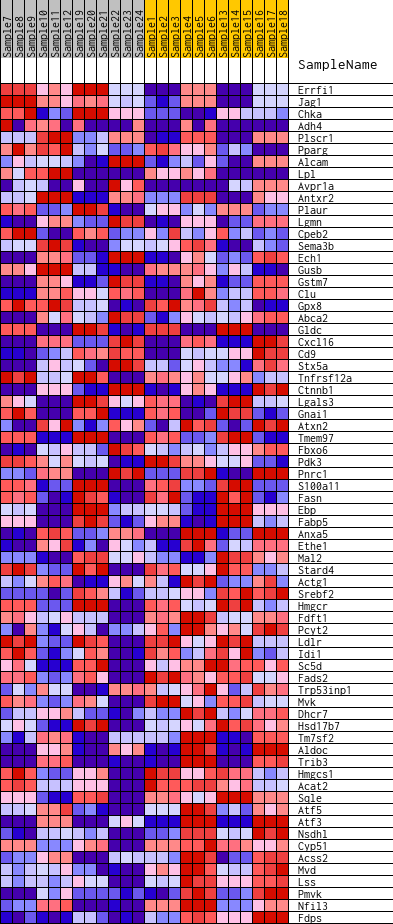 Sample7
Sample8
Sample9
Sample10
Sample11
Sample12
Sample19
Sample20
Sample21
Sample22
Sample23
Sample24
Sample1
Sample2
Sample3
Sample4
Sample5
Sample6
Sample13
Sample14
Sample15
Sample16
Sample17
Sample18
SampleName
Errfi1
Jag1
Chka
Adh4
Plscr1
Pparg
Alcam
Lpl
Avpr1a
Antxr2
Plaur
Lgmn
Cpeb2
Sema3b
Ech1
Gusb
Gstm7
Clu
Gpx8
Abca2
Gldc
Cxcl16
Cd9
Stx5a
Tnfrsf12a
Ctnnb1
Lgals3
Gnai1
Atxn2
Tmem97
Fbxo6
Pdk3
Pnrc1
S100a11
Fasn
Ebp
Fabp5
Anxa5
Ethe1
Mal2
Stard4
Actg1
Srebf2
Hmgcr
Fdft1
Pcyt2
Ldlr
Idi1
Sc5d
Fads2
Trp53inp1
Mvk
Dhcr7
Hsd17b7
Tm7sf2
Aldoc
Trib3
Hmgcs1
Acat2
Sqle
Atf5
Atf3
Nsdhl
Cyp51
Acss2
Mvd
Lss
Pmvk
Nfil3
Fdps